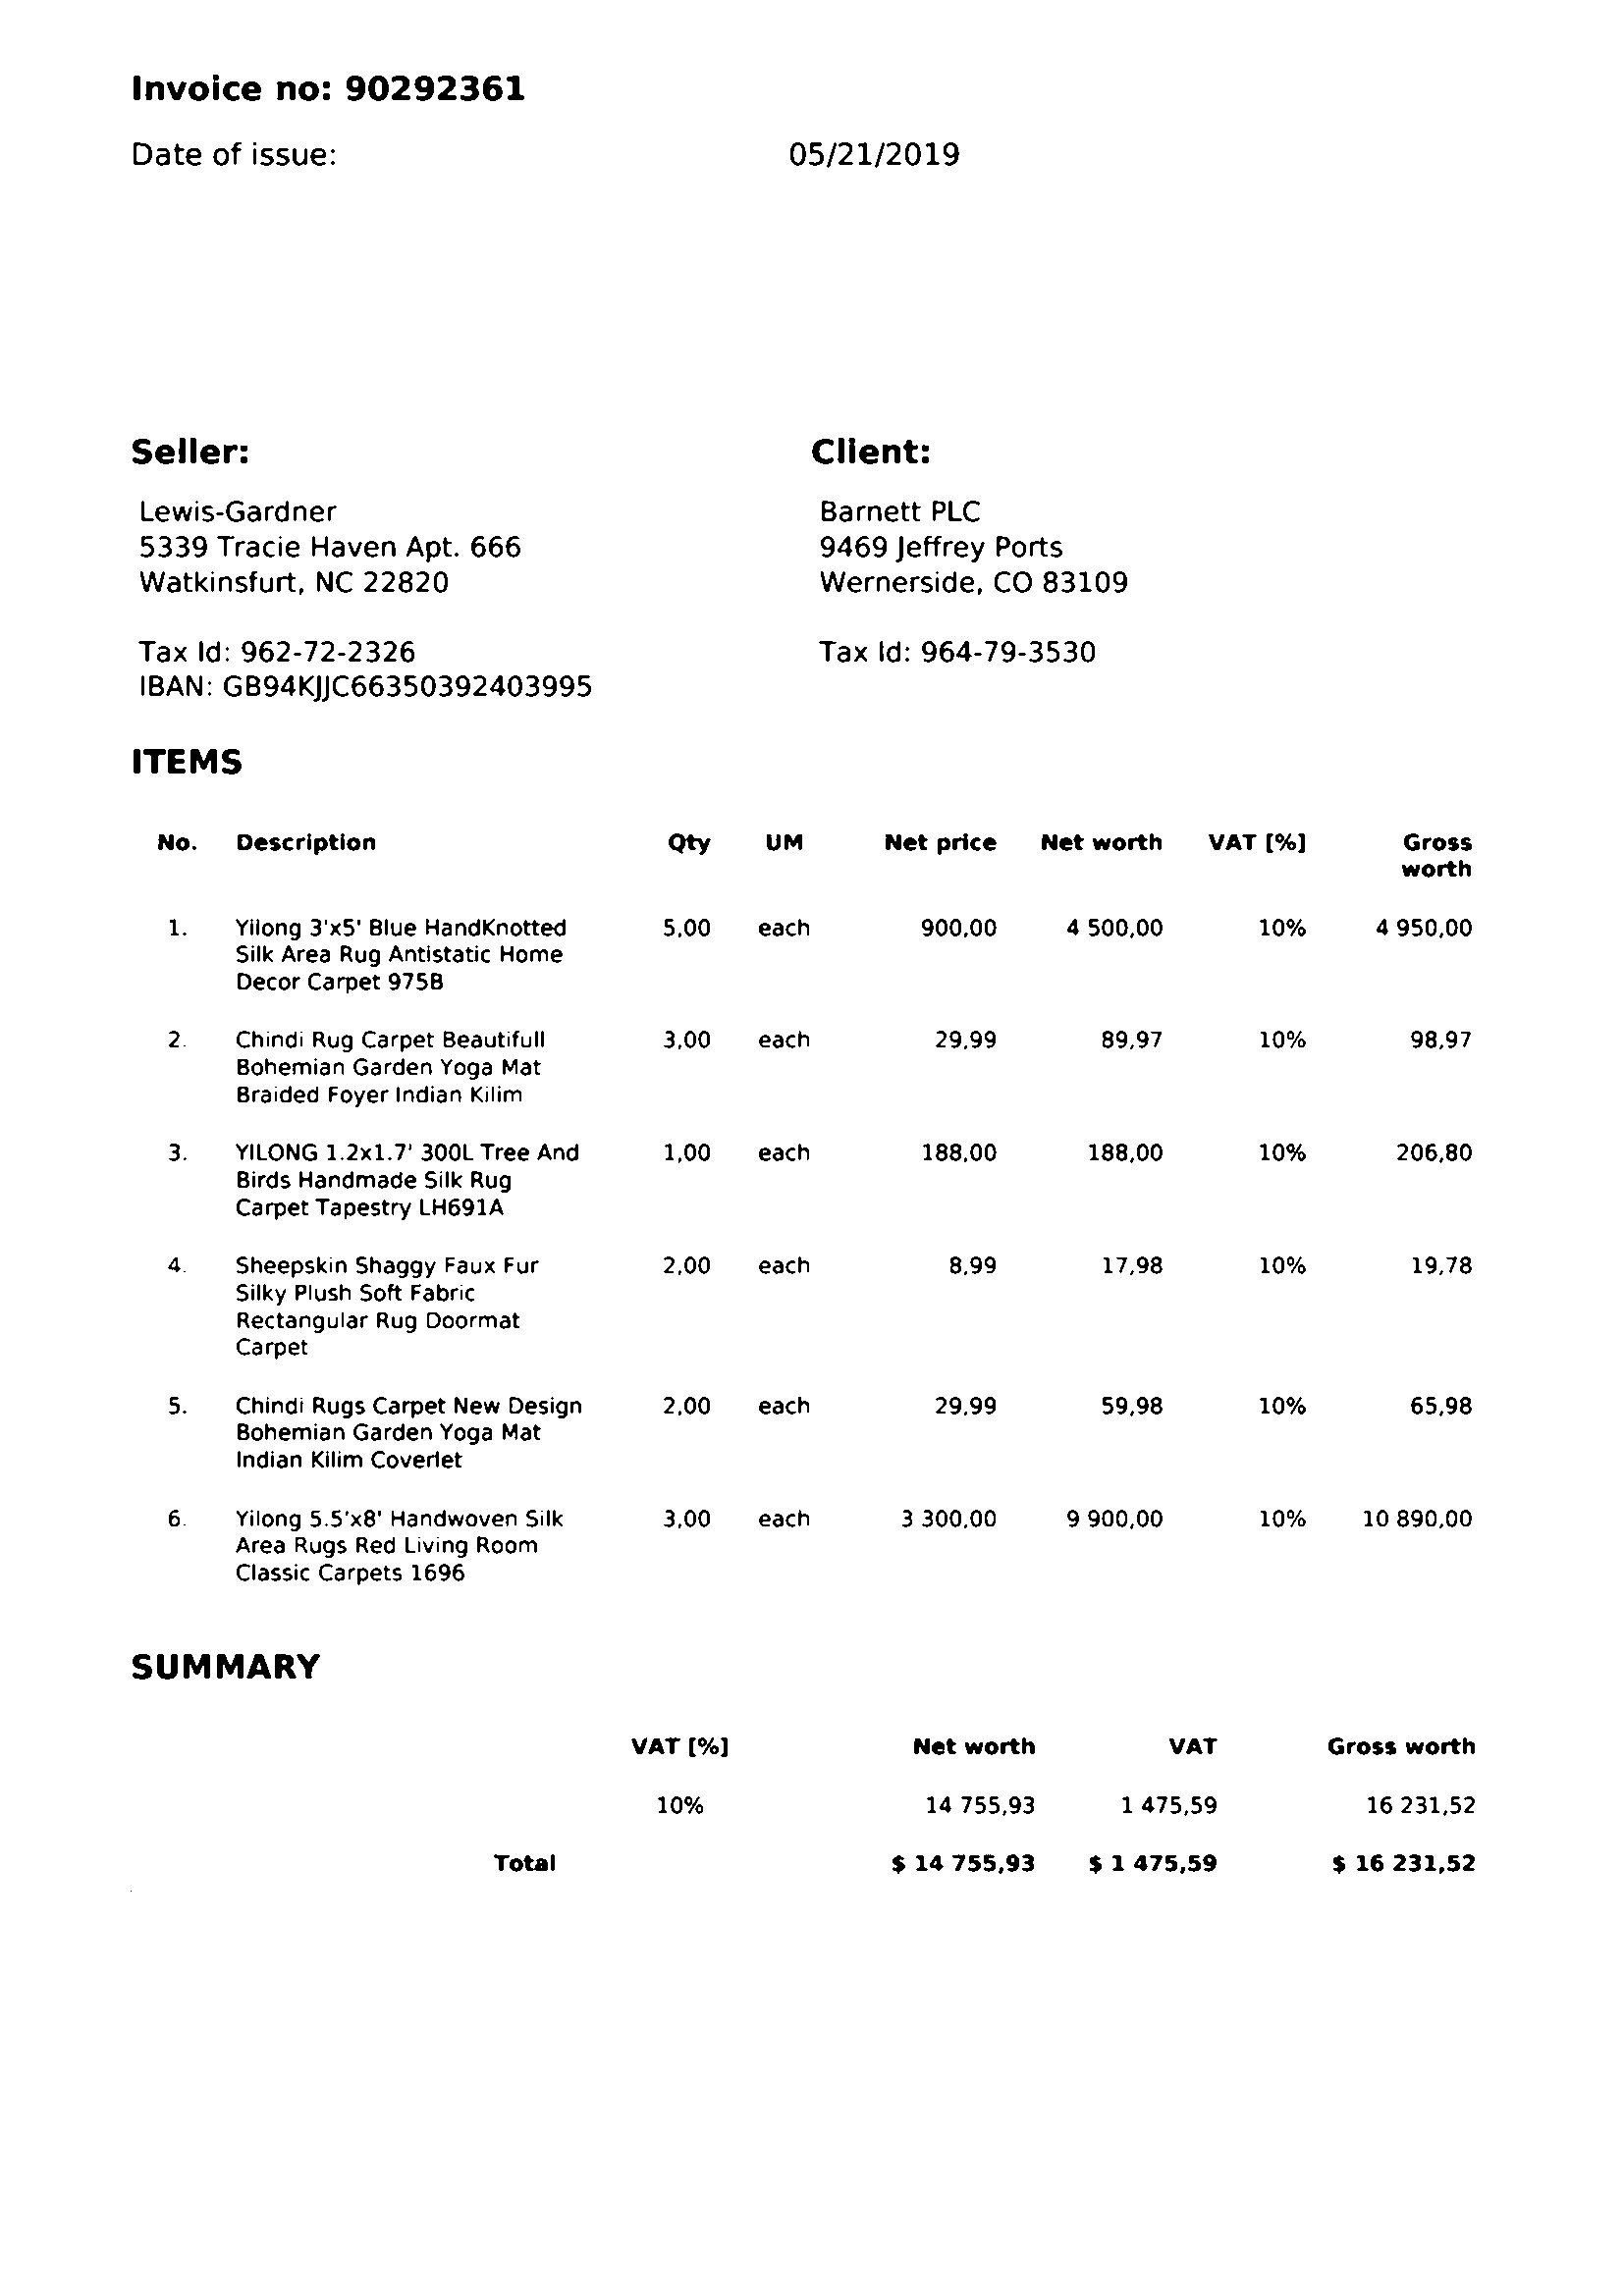 Invoice no: 90292361
Date of issue: 05/21/2019
Seller: Client:
Lewis-Gardner Barnett PLC
5339 Tracie Haven Apt. 666 9469 Jeffrey Ports
Watkinsfurt, NC 22820 Wernerside, CO 83109
Tax Id: 962-72-2326 Tax Id: 964-79-3530
IBAN: GB94KJJC66350392403995
ITEMS
No. Description Qty UM Net price Net worth VAT [%] Gross
worth
1. Yilong 3'x5' Blue HandKnotted 5,00 each 900,00 4 500,00 10% 4 950,00
Silk Area Rug Antistatic Home
Decor Carpet 975B
2. Chindi Rug Carpet Beautifull 3,00 each 29,99 89,97 10% 98,97
Bohemian Garden Yoga Mat
Braided Foyer Indian Kilim
3. YILONG 1.2x1.7' 300L Tree And 1,00 each 188,00 188,00 10% 206,80
Birds Handmade Silk Rug
Carpet Tapestry LH691A
4. Sheepskin Shaggy Faux Fur 2,00 each 8,99 17,98 10% 19,78
Silky Plush Soft Fabric
Rectangular Rug Doormat
Carpet
5. Chindi Rugs Carpet New Design 2,00 each 29,99 59,98 10% 65,98
Bohemian Garden Yoga Mat
Indian Kilim Coverlet
6. Yilong 5.5'x8' Handwoven Silk 3,00 each 3 300,00 9 900,00 10% 10 890,00
Area Rugs Red Living Room
Classic Carpets 1696
SUMMARY
VAT [%] Net worth VAT Gross worth
10% 14 755,93 1 475,59 16 231,52
Total $ 14 755,93 $ 1 475,59 $ 16 231,52